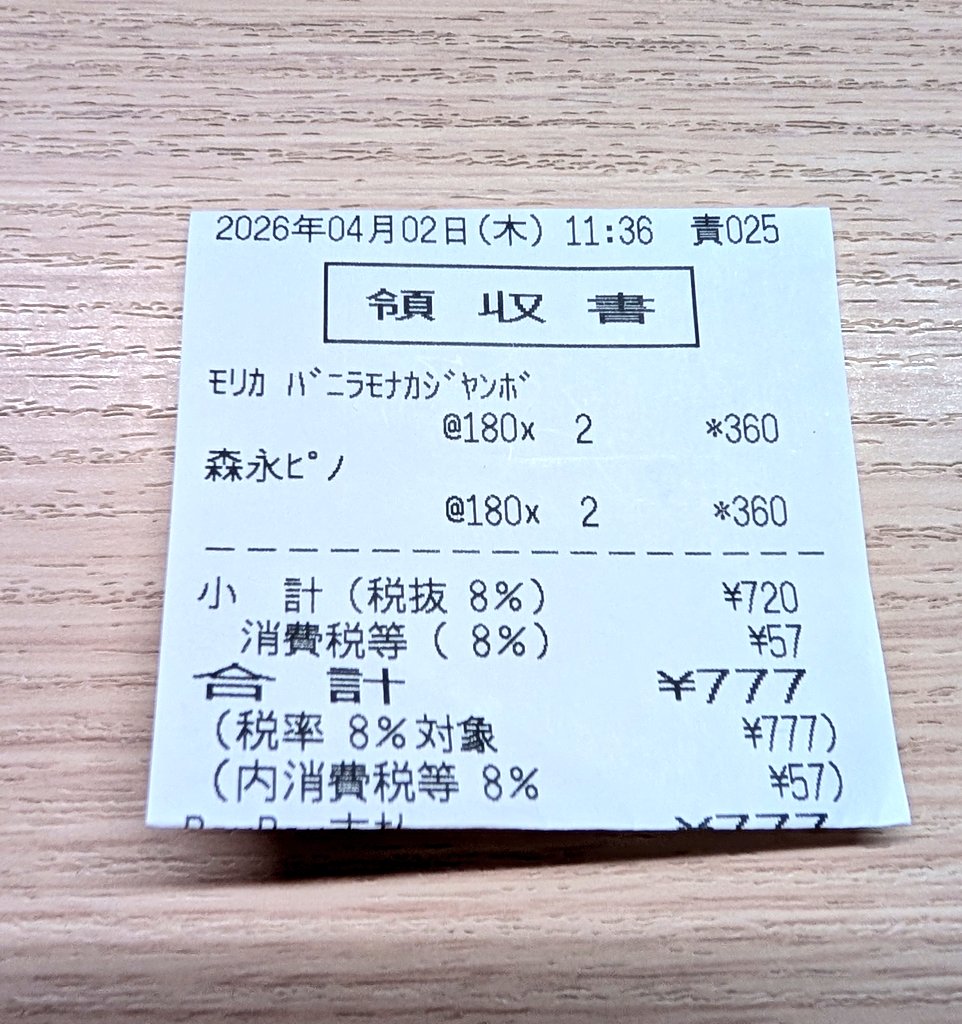 2026年04月02日(木) 11:36 責025
領収書
ﾓﾘｶ ﾊﾞﾆﾗﾓﾅｶｼﾞﾔﾝﾎﾞ
@180x 2 *360
森永ﾋﾟﾉ
@180x 2 *360
小 計(税抜 8%) ¥720
消費税等( 8%) ¥57
合 計 ¥777
(税率 8%対象 ¥777)
(内消費税等 8% ¥57)
¥777